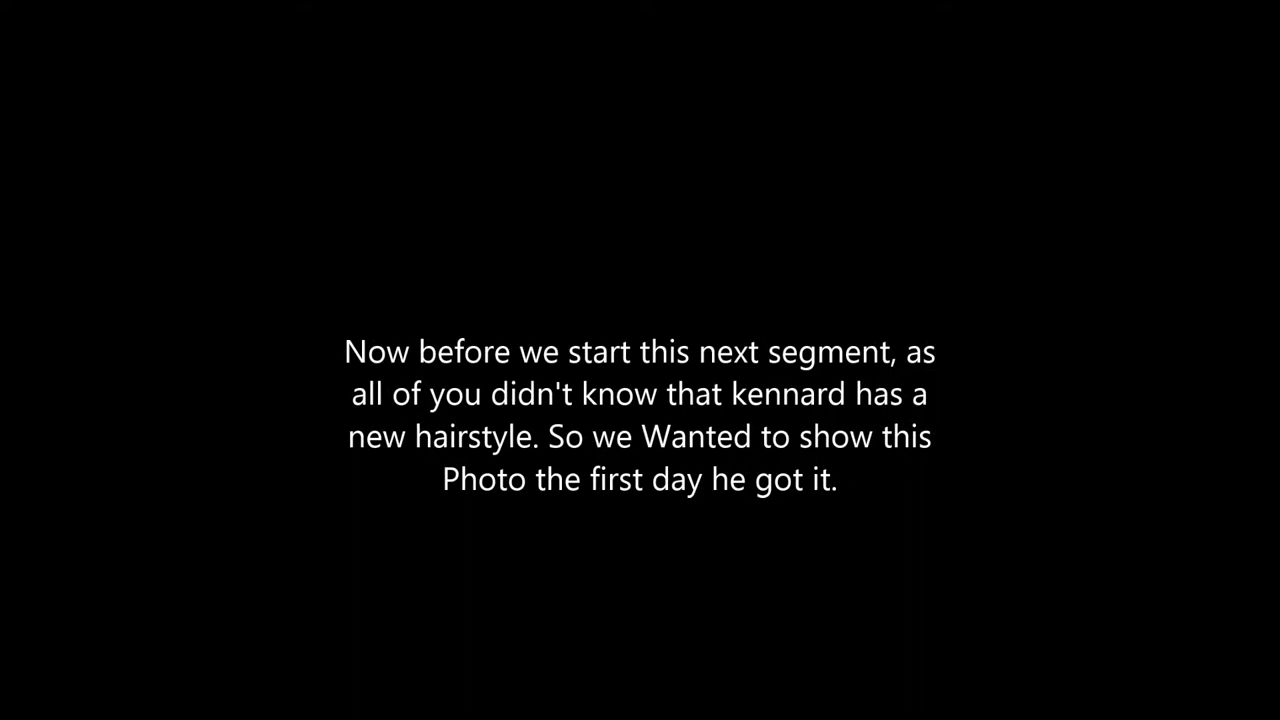 Now before we start this next segment, as
all of you didn't know that kennard has a
new hairstyle. So we Wanted to show this
Photo the first day he got it.